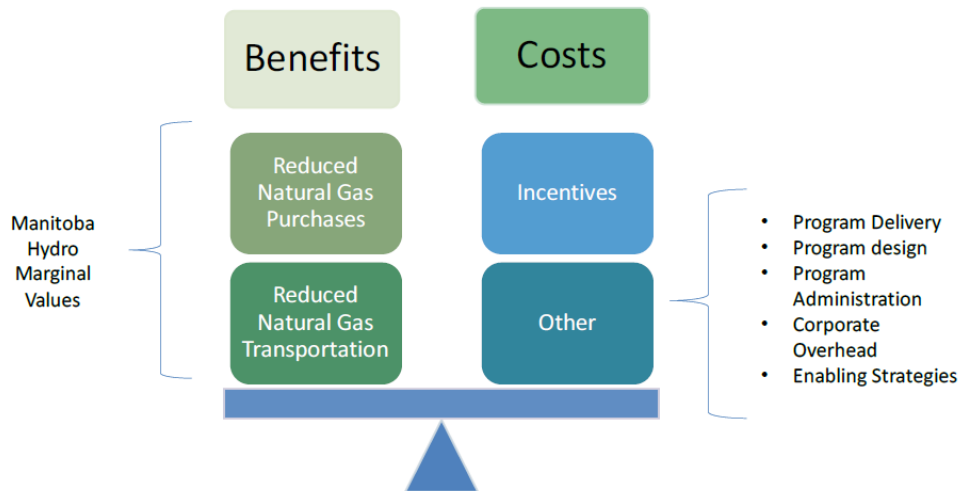 Benefits
Costs
Manitoba
Hydro
Marginal
Values
Reduced
Natural Gas
Purchases
Reduced
Natural Gas
Transportation
Incentives
Other
• Program Delivery
• Program design
• Program
Administration
• Corporate
Overhead
• Enabling Strategies